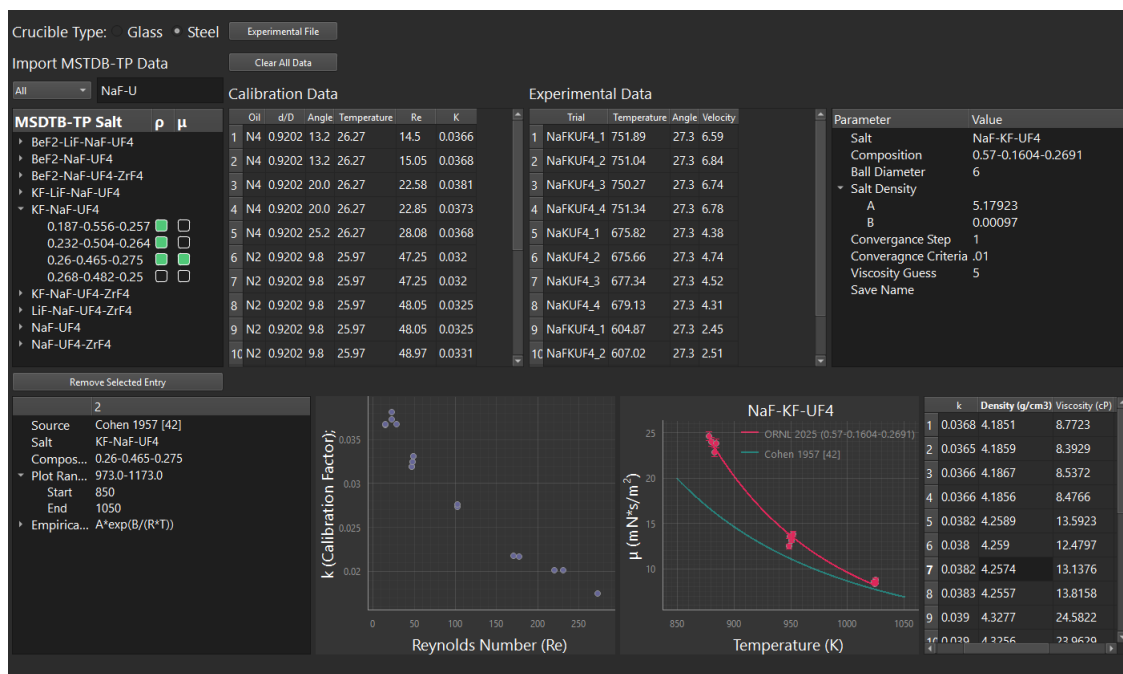 Crucible Type: Glass Steel Experimental File
Import MSTDB-TP Data Clear All Data
All NaF-U
Calibration Data
Experimental Data
MSDTB-TP Salt ρ μ
BeF2-LiF-NaF-UF4
BeF2-NaF-UF4
BeF2-NaF-UF4-ZrF4
KF-LiF-NaF-UF4
KF-NaF-UF4
0.187-0.556-0.257
0.232-0.504-0.264
0.26-0.465-0.275
0.268-0.482-0.25
KF-NaF-UF4-ZrF4
LiF-NaF-UF4-ZrF4
NaF-UF4
NaF-UF4-ZrF4
Oil d/D Angle Temperature Re K
1 N4 0.9202 13.2 26.27 14.5 0.0366
2 N4 0.9202 13.2 26.27 15.05 0.0368
3 N4 0.9202 20.0 26.27 22.58 0.0381
4 N4 0.9202 20.0 26.27 22.85 0.0373
5 N4 0.9202 25.2 26.27 28.08 0.0368
6 N2 0.9202 9.8 25.97 47.25 0.032
7 N2 0.9202 9.8 25.97 47.25 0.032
8 N2 0.9202 9.8 25.97 48.05 0.0325
9 N2 0.9202 9.8 25.97 48.05 0.0325
10 N2 0.9202 9.8 25.97 48.97 0.0331
Trial Temperature Angle Velocity
1 NaFKUF4_1 751.89 27.3 6.59
2 NaFKUF4_2 751.04 27.3 6.84
3 NaFKUF4_3 750.27 27.3 6.74
4 NaFKUF4_4 751.34 27.3 6.78
5 NaKUF4_1 675.82 27.3 4.38
6 NaKUF4_2 675.66 27.3 4.74
7 NaKUF4_3 677.34 27.3 4.52
8 NaKUF4_4 679.13 27.3 4.31
9 NaFKUF4_1 604.87 27.3 2.45
10 NaFKUF4_2 607.02 27.3 2.51
Parameter Value
Salt NaF-KF-UF4
Composition 0.57-0.1604-0.2691
Ball Diameter 6
Salt Density
A 5.17923
B 0.00097
Convergance Step 1
Converagnce Criteria .01
Viscosity Guess 5
Save Name
Remove Selected Entry
2
Source Cohen 1957 [42]
Salt KF-NaF-UF4
Compos... 0.26-0.465-0.275
Plot Ran... 973.0-1173.0
Start 850
End 1050
Empirica... A*exp(B/(R*T))
k (Calibration Factor);
0.035
0.03
0.025
0.02
0 50 100 150 200 250
Reynolds Number (Re)
NaF-KF-UF4
ORNL 2025 (0.57-0.1604-0.2691)
Cohen 1957 [42]
μ (mN*s/m²)
25
20
15
10
850 900 950 1000 1050
Temperature (K)
k Density (g/cm3) Viscosity (cP)
1 0.0368 4.1851 8.7723
2 0.0365 4.1859 8.3929
3 0.0366 4.1867 8.5372
4 0.0366 4.1856 8.4766
5 0.0382 4.2589 13.5923
6 0.038 4.259 12.4797
7 0.0382 4.2574 13.1376
8 0.0383 4.2557 13.8158
9 0.039 4.3277 24.5822
10 0.039 4.3256 23.9629